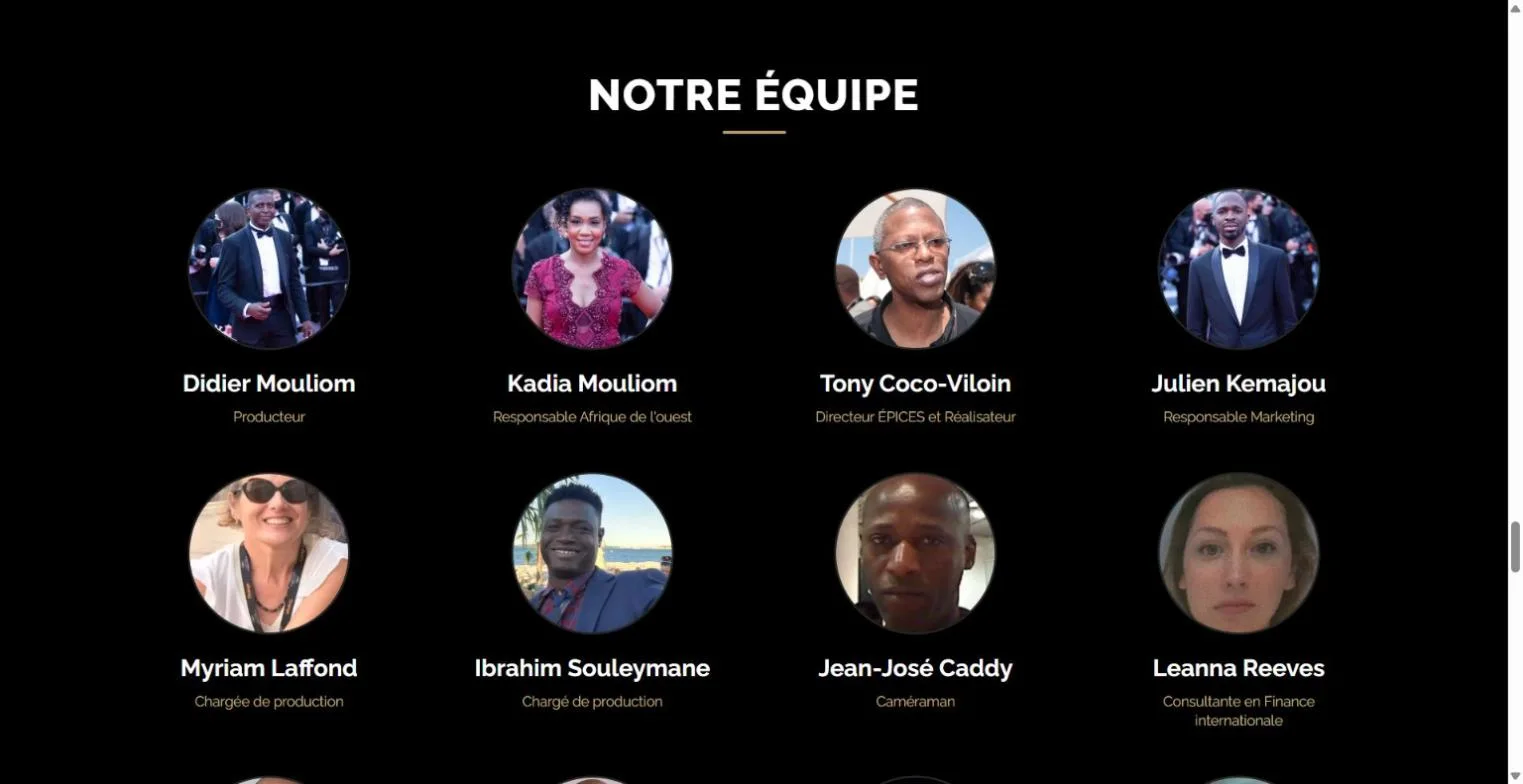 NOTRE ÉQUIPE
Didier Mouliom
Producteur
Kadia Mouliom
Responsable Afrique de l'ouest
Tony Coco-Viloin
Directeur ÉPICES et Réalisateur
Julien Kemajou
Responsable Marketing
Myriam Laffond
Chargée de production
Ibrahim Souleymane
Chargé de production
Jean-José Caddy
Caméraman
Leanna Reeves
Consultante en Finance
internationale